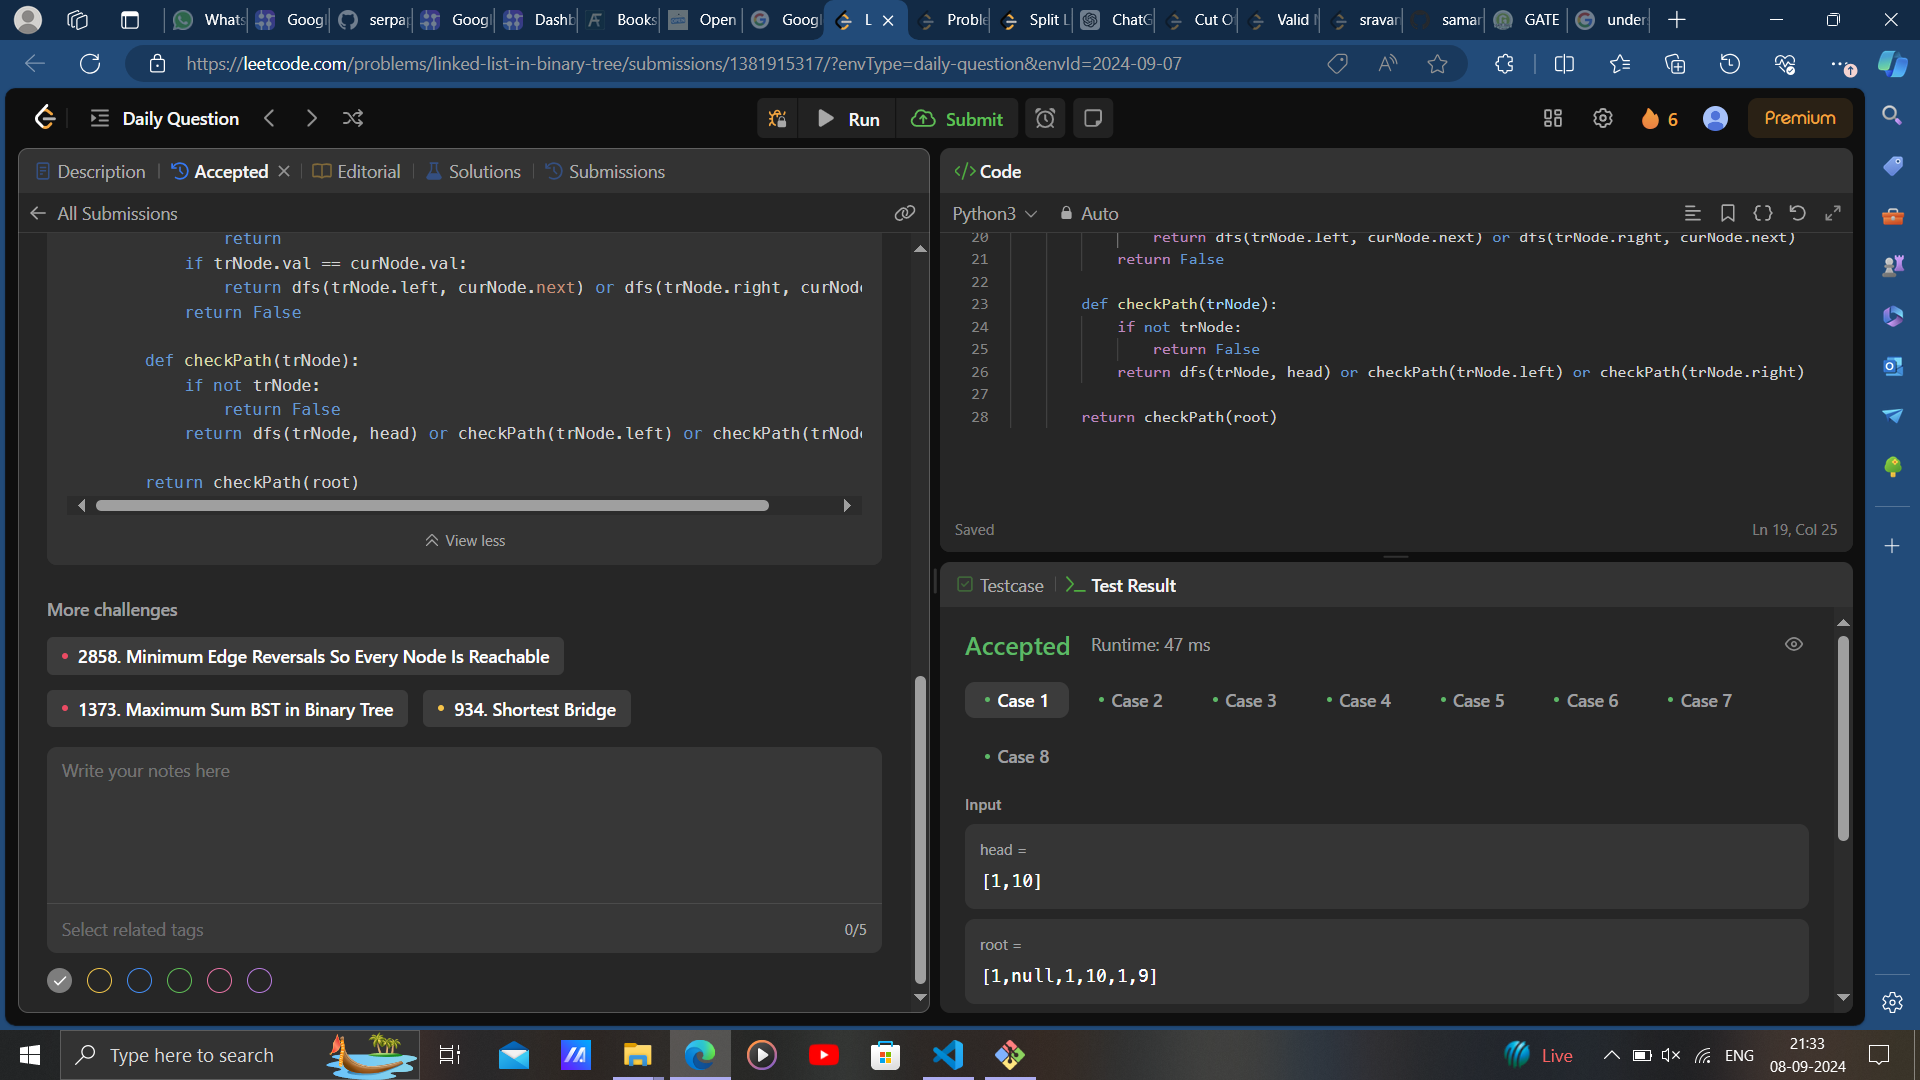 Whats
Googl
serpap
Googl
Dashb
Books
Open
Googl
L
Proble
Split L
ChatG
Cut O
Valid
sravan
samar
GATE
under
https://leetcode.com/problems/linked-list-in-binary-tree/submissions/1381915317/?envType=daily-question&envId=2024-09-07
Daily Question
Run
Submit
6
Premium
Description
Accepted
Editorial
Solutions
Submissions
All Submissions
return
if trNode.val == curNode.val:
return dfs(trNode.left, curNode.next) or dfs(trNode.right, curNode
return False
def checkPath(trNode):
if not trNode:
return False
return dfs(trNode, head) or checkPath(trNode.left) or checkPath(trNode
return checkPath(root)
View less
More challenges
2858. Minimum Edge Reversals So Every Node Is Reachable
1373. Maximum Sum BST in Binary Tree
934. Shortest Bridge
Write your notes here
Select related tags
0/5
</> Code
Python3
Auto
20 return dfs(trNode.left, curNode.next) or dfs(trNode.right, curNode.next)
21 return False
22
23 def checkPath(trNode):
24 if not trNode:
25 return False
26 return dfs(trNode, head) or checkPath(trNode.left) or checkPath(trNode.right)
27
28 return checkPath(root)
Saved
Ln 19, Col 25
Testcase
Test Result
Accepted
Runtime: 47 ms
Case 1
Case 2
Case 3
Case 4
Case 5
Case 6
Case 7
Case 8
Input
head =
[1,10]
root =
[1,null,1,10,1,9]
Type here to search
Live
ENG
21:33
08-09-2024